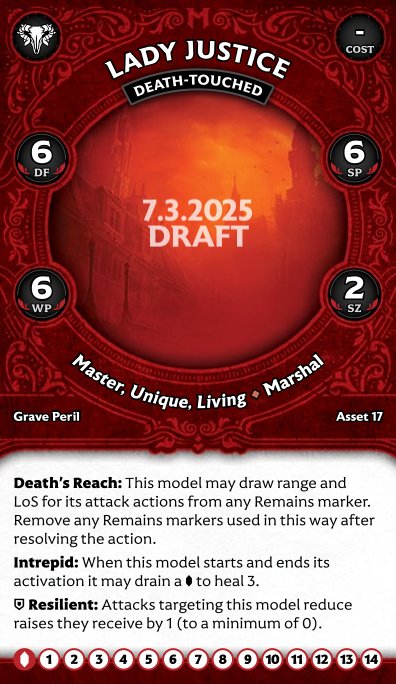 -
COST
LADY JUSTICE
DEATH-TOUCHED
6
DF
6
SP
7.3.2025
DRAFT
6
WP
2
SZ
Master, Unique, Living ♦ Marshal
Grave Peril
Asset 17
Death's Reach: This model may draw range and
LoS for its attack actions from any Remains marker.
Remove any Remains markers used in this way after
resolving the action.
Intrepid: When this model starts and ends its
activation it may drain a to heal 3.
Resilient: Attacks targeting this model reduce
raises they receive by 1 (to a minimum of 0).
1 2 3 4 5 6 7 8 9 10 11 12 13 14